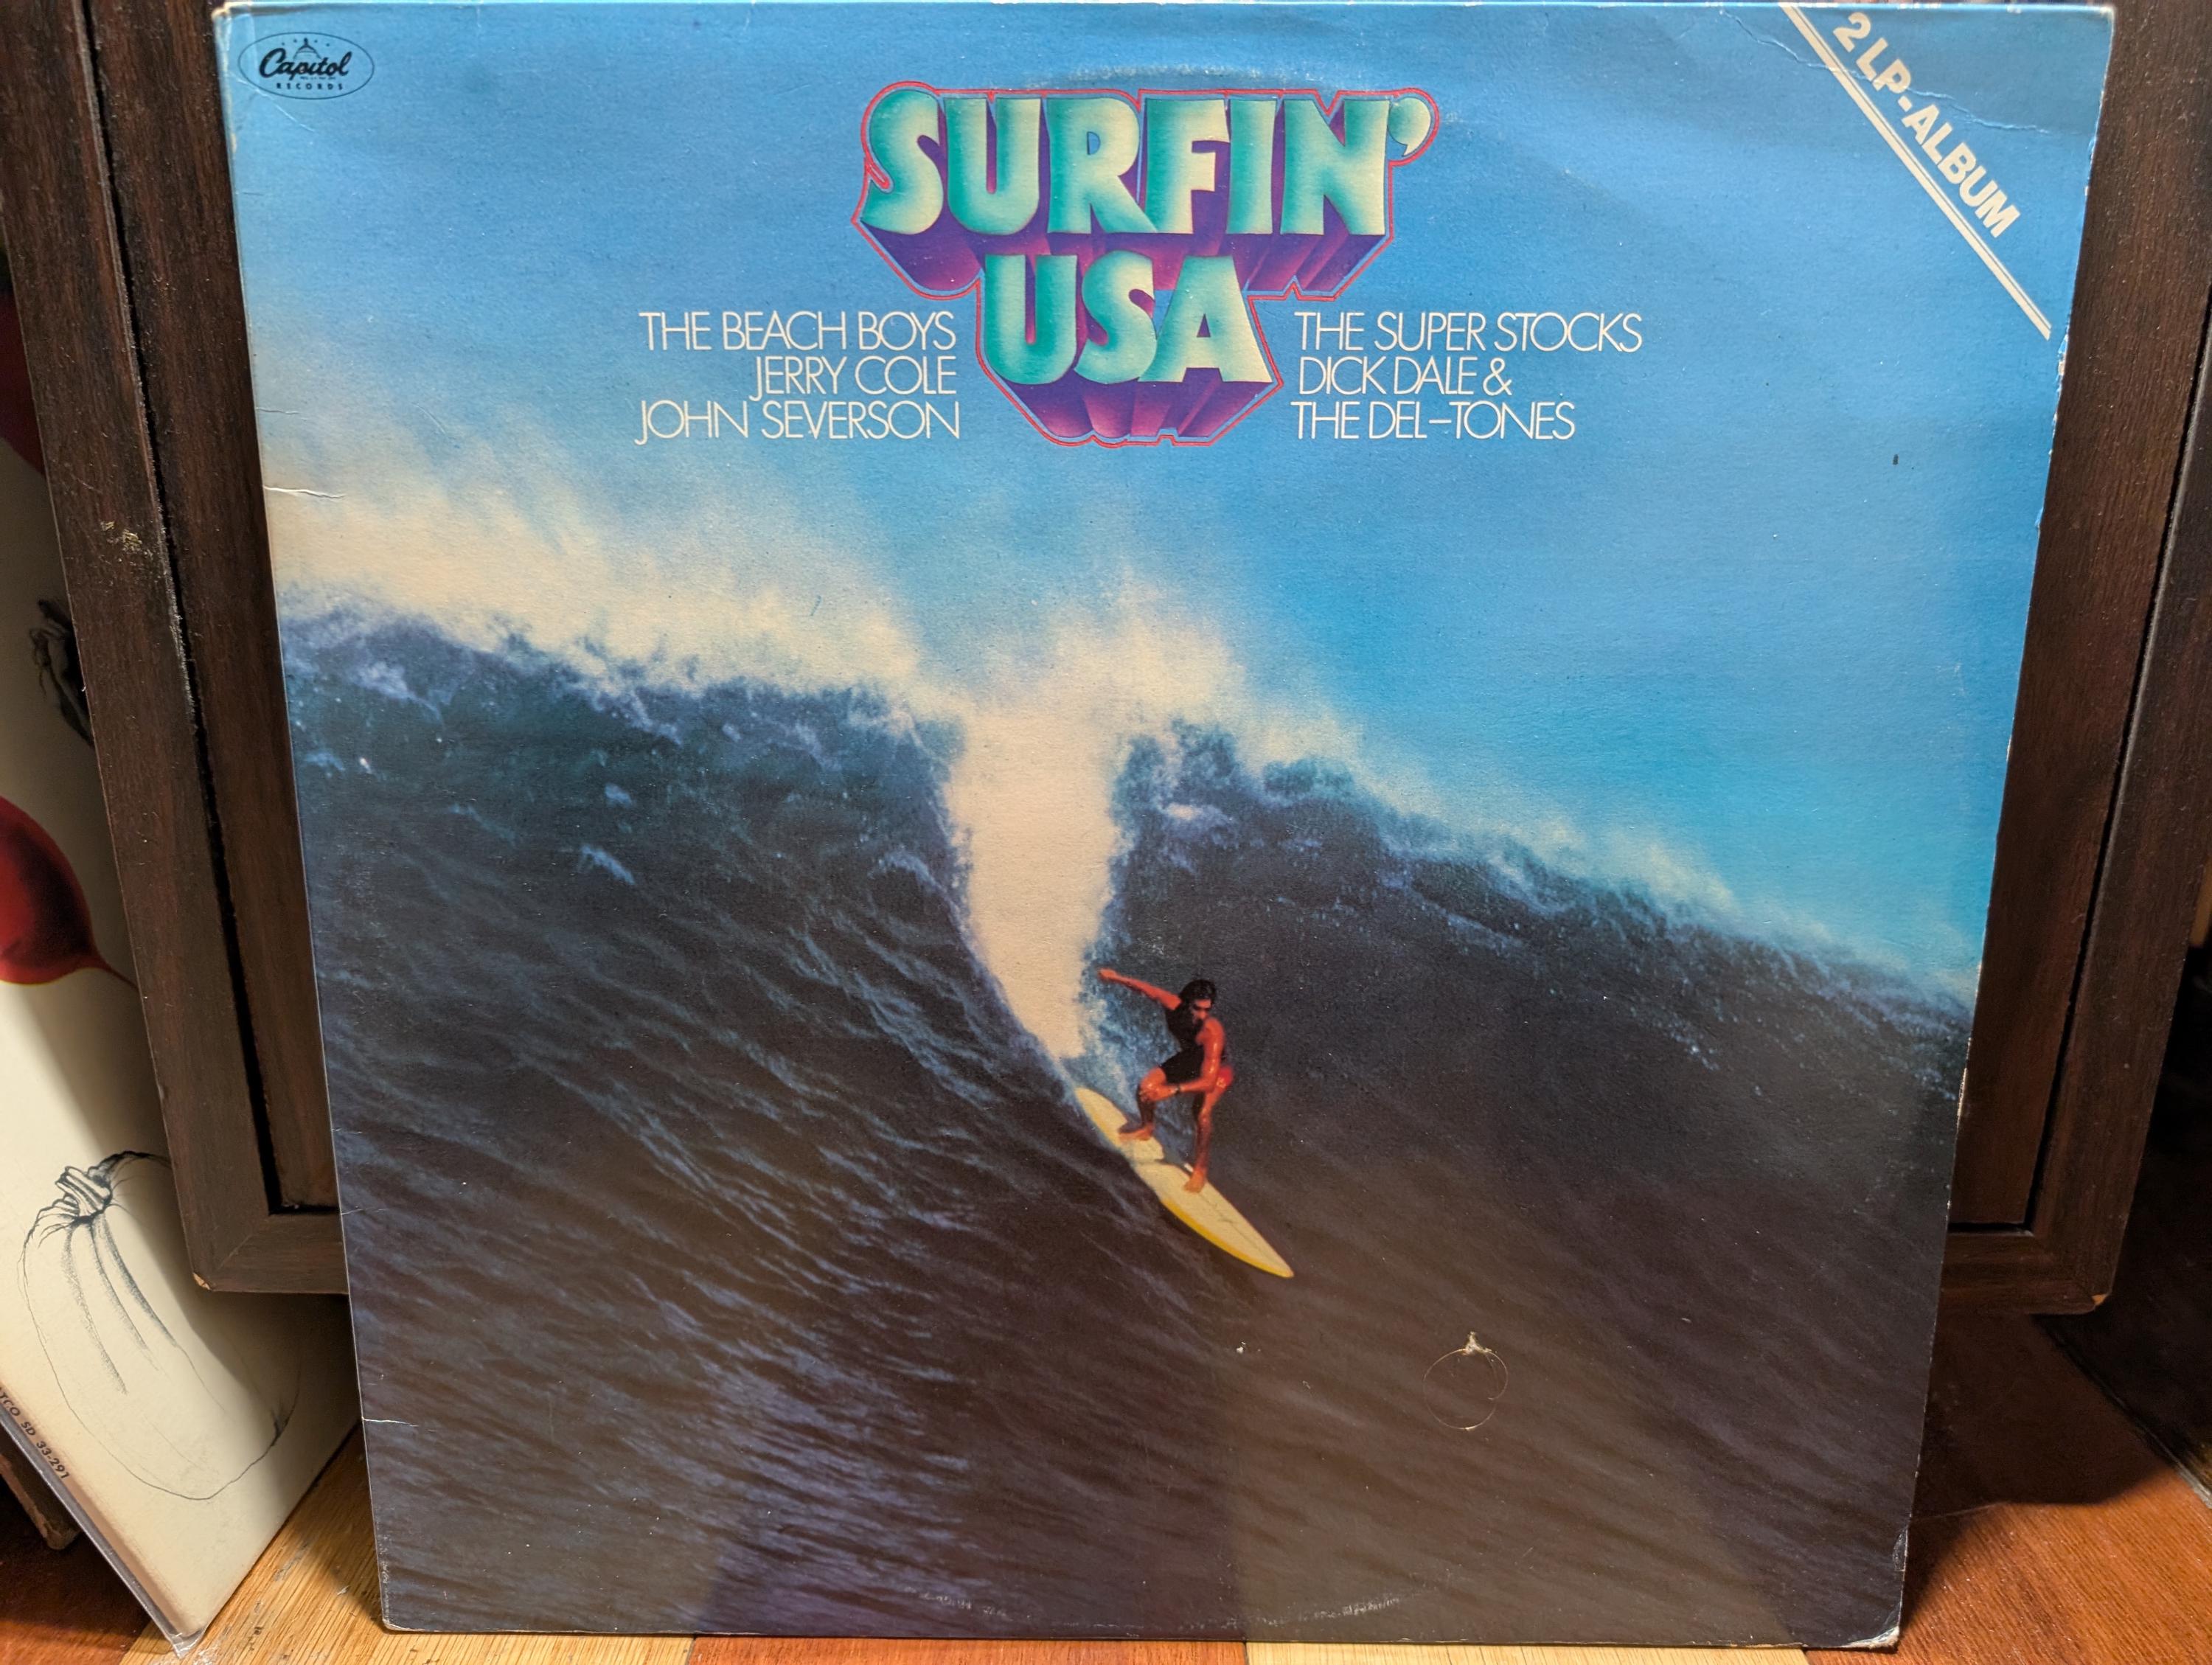 Capitol
RECORDS
2 LP-ALBUM
SURFIN'
USA
THE BEACH BOYS
JERRY COLE
JOHN SEVERSON
THE SUPER STOCKS
DICK DALE &
THE DEL-TONES
TCO SD 33-291